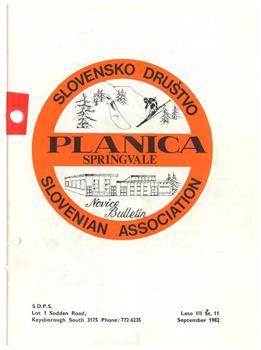 SLOVENSKO DRUŠTVO
PLANICA
SPRINGVALE
Novice
Bulletin
SLOVENIAN ASSOCIATION
S.D.P.S.
Lot 1 Sodden Road,
Keysborough South 3175 Phone: 772 6235
Leto III Št. 11
September 1982